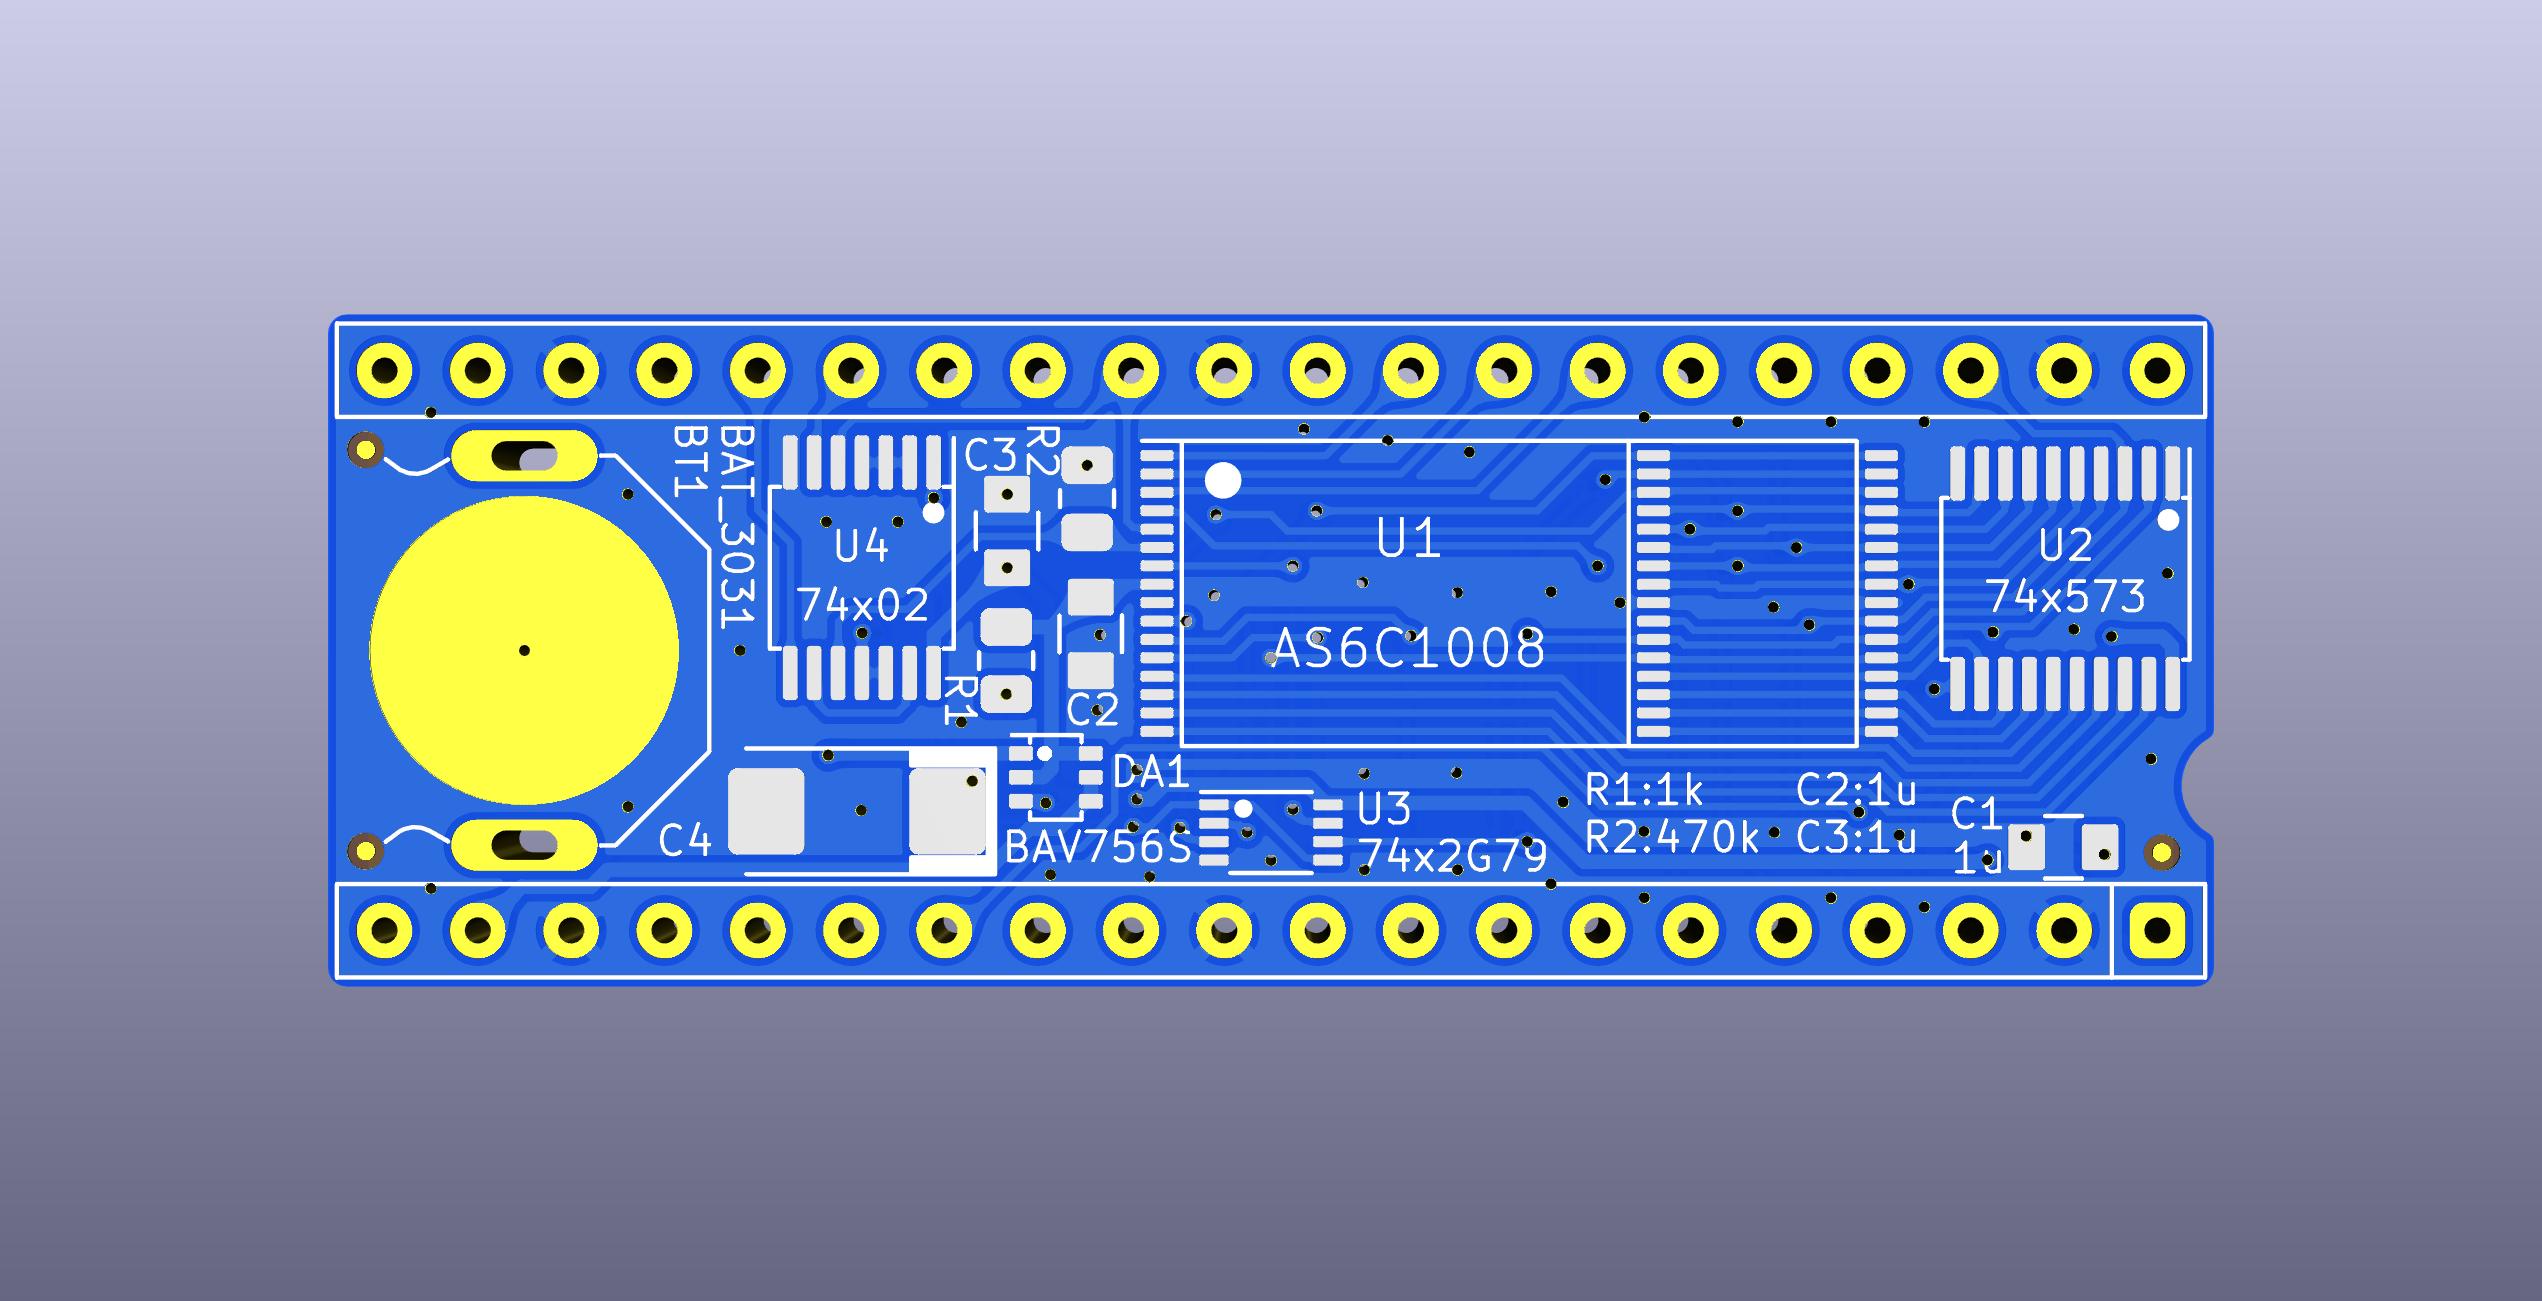 BT1
BAT_3031
U4
74x02
C3
R2
R1
C2
U1
AS6C1008
U2
74x573
C4
DA1
BAV756S
U3
74x2G79
R1:1k
R2:470k
C2:1u
C3:1u
C1
1u